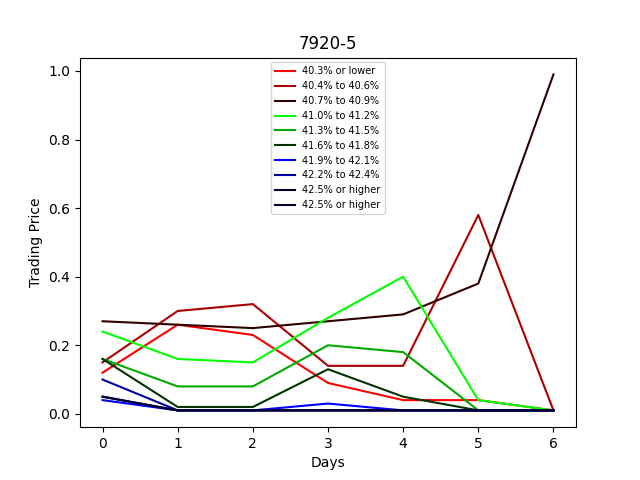 7920-5
1.0
0.8
0.6
0.4
0.2
0.0
Trading Price
40.3% or lower
40.4% to 40.6%
40.7% to 40.9%
41.0% to 41.2%
41.3% to 41.5%
41.6% to 41.8%
41.9% to 42.1%
42.2% to 42.4%
42.5% or higher
42.5% or higher
0 1 2 3 4 5 6
Days